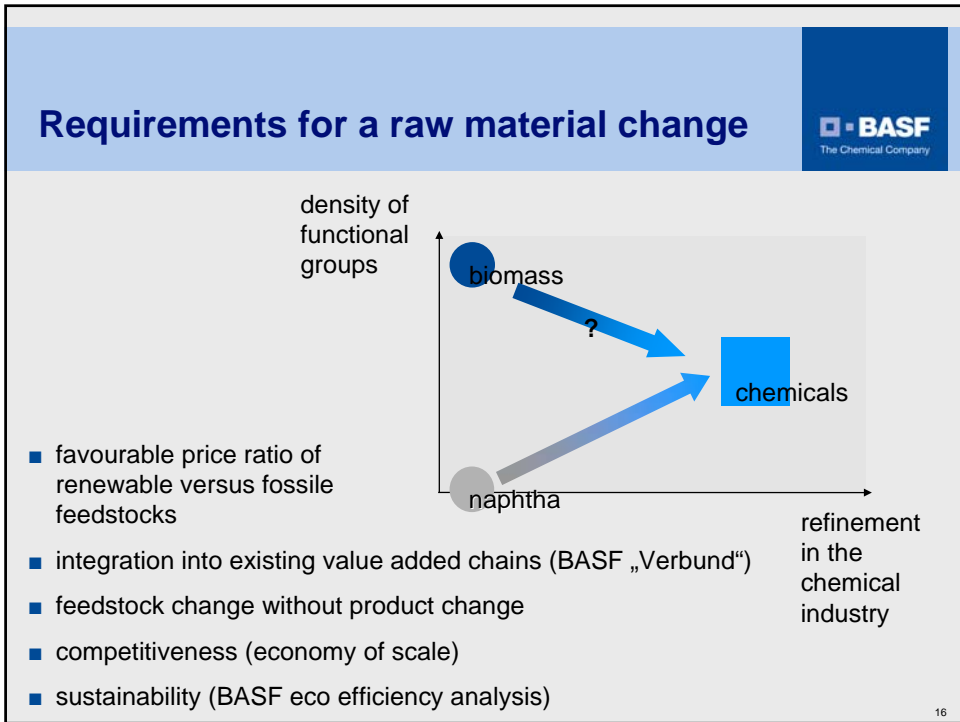 Requirements for a raw material change
BASF
The Chemical Company
density of
functional
groups
biomass
?
chemicals
naphtha
refinement
in the
chemical
industry
■ favourable price ratio of
renewable versus fossile
feedstocks
■ integration into existing value added chains (BASF „Verbund“)
■ feedstock change without product change
■ competitiveness (economy of scale)
■ sustainability (BASF eco efficiency analysis)
16